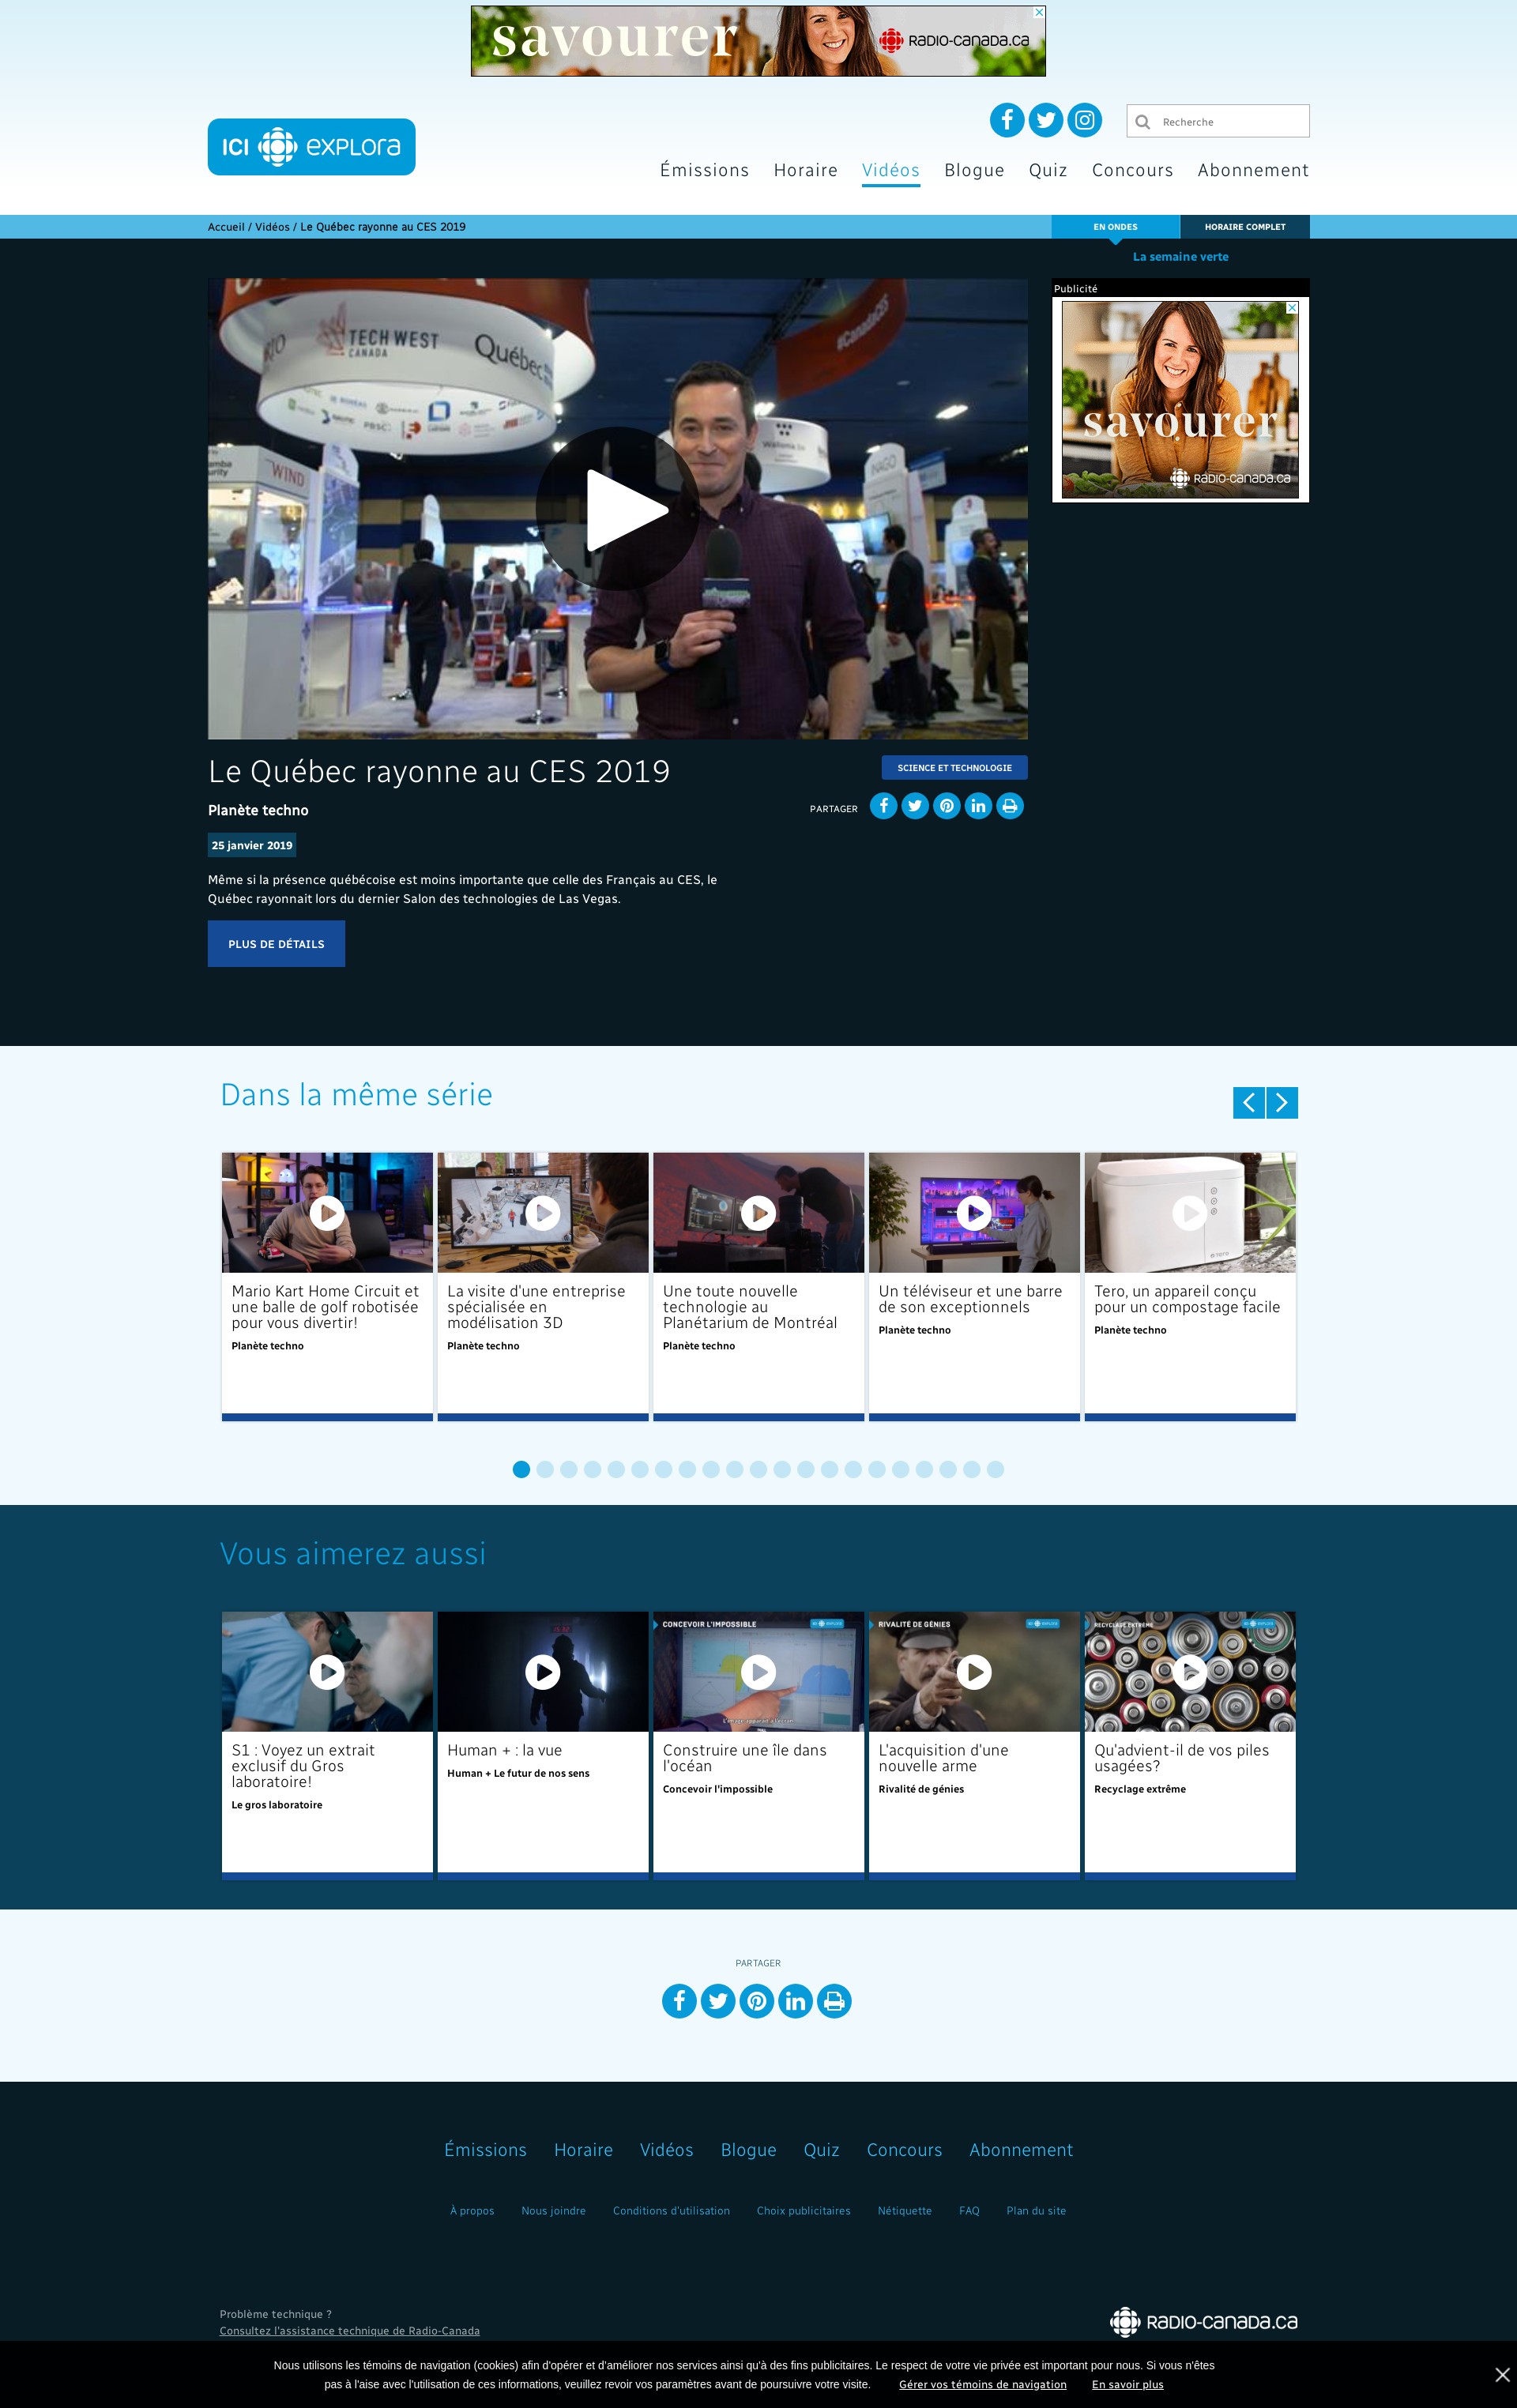 savourer
RADIO-CANADA.CA
ICI explora
Recherche
Émissions Horaire Vidéos Blogue Quiz Concours Abonnement
Accueil / Vidéos / Le Québec rayonne au CES 2019
EN ONDES
HORAIRE COMPLET
La semaine verte
Publicité
savourer
RADIO-CANADA.CA
TECH WEST
CANADA
Québec
#CanadaCES
WIND
Le Québec rayonne au CES 2019
SCIENCE ET TECHNOLOGIE
Planète techno
PARTAGER
25 janvier 2019
Même si la présence québécoise est moins importante que celle des Français au CES, le
Québec rayonnait lors du dernier Salon des technologies de Las Vegas.
PLUS DE DÉTAILS
Dans la même série
Mario Kart Home Circuit et
une balle de golf robotisée
pour vous divertir!
Planète techno
La visite d'une entreprise
spécialisée en
modélisation 3D
Planète techno
Une toute nouvelle
technologie au
Planétarium de Montréal
Planète techno
Un téléviseur et une barre
de son exceptionnels
Planète techno
Tero, un appareil conçu
pour un compostage facile
Planète techno
Vous aimerez aussi
S1 : Voyez un extrait
exclusif du Gros
laboratoire!
Le gros laboratoire
Human + : la vue
Human + Le futur de nos sens
CONCEVOIR L'IMPOSSIBLE
Construire une île dans
l'océan
Concevoir l'impossible
RIVALITÉ DE GÉNIES
L'acquisition d'une
nouvelle arme
Rivalité de génies
RECYCLAGE EXTRÊME
Qu'advient-il de vos piles
usagées?
Recyclage extrême
PARTAGER
Émissions Horaire Vidéos Blogue Quiz Concours Abonnement
À propos Nous joindre Conditions d'utilisation Choix publicitaires Nétiquette FAQ Plan du site
Problème technique ?
Consultez l'assistance technique de Radio-Canada
RADIO-CANADA.CA
Nous utilisons les témoins de navigation (cookies) afin d'opérer et d'améliorer nos services ainsi qu'à des fins publicitaires. Le respect de votre vie privée est important pour nous. Si vous n'êtes
pas à l'aise avec l'utilisation de ces informations, veuillez revoir vos paramètres avant de poursuivre votre visite. Gérer vos témoins de navigation En savoir plus